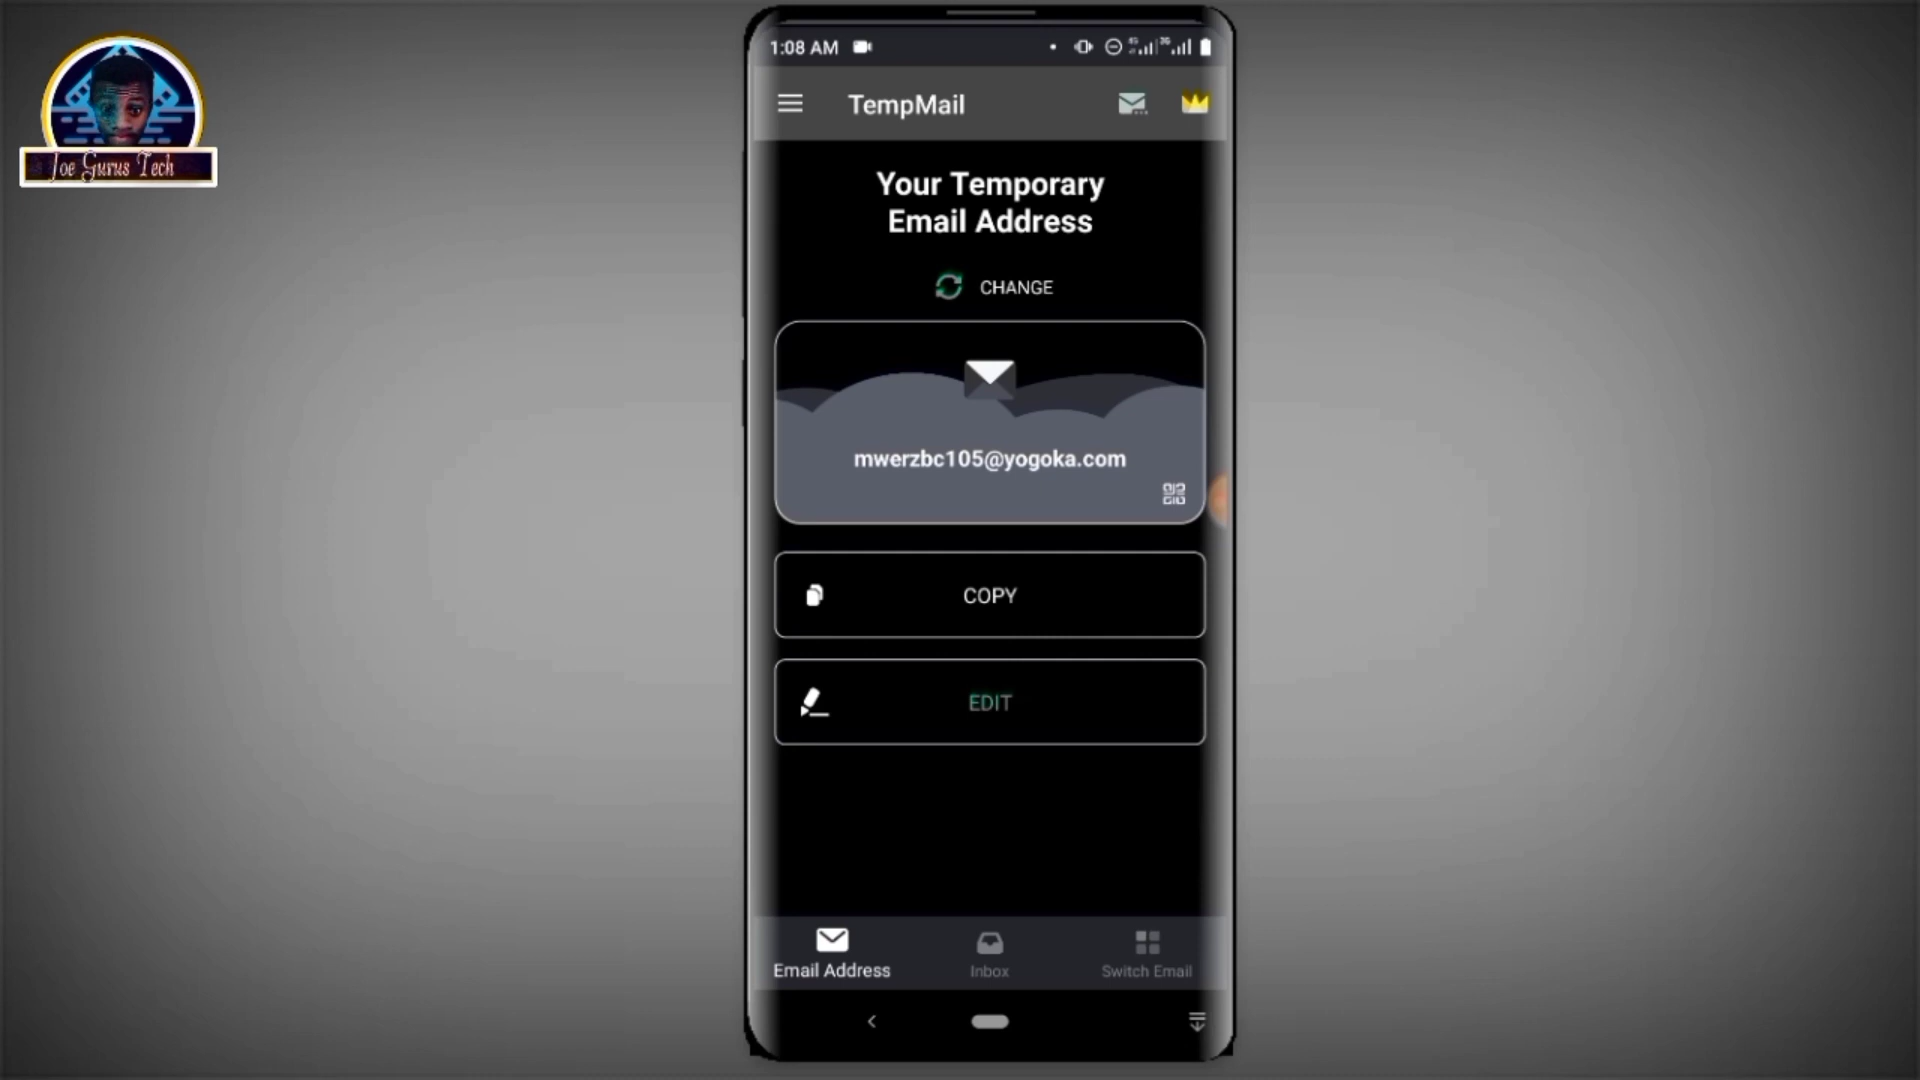 Joe Gurus Tech
1:08 AM
TempMail
Your Temporary
Email Address
CHANGE
mwerzbc105@yogoka.com
COPY
EDIT
Email Address
Inbox
Switch Email